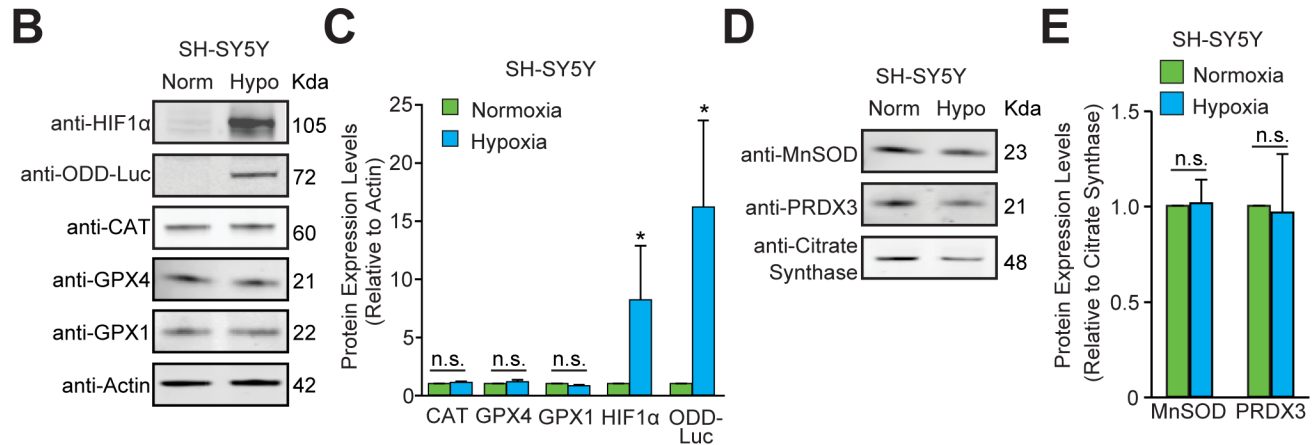 B
SH-SY5Y
Norm Hypo Kda
anti-HIF1α 105
anti-ODD-Luc 72
anti-CAT 60
anti-GPX4 21
anti-GPX1 22
anti-Actin 42
C
SH-SY5Y
Normoxia
Hypoxia
Protein Expression Levels
(Relative to Actin)
25
20
15
10
5
0
n.s. n.s. n.s. * *
CAT GPX4 GPX1 HIF1α ODD-
Luc
D
SH-SY5Y
Norm Hypo Kda
anti-MnSOD 23
anti-PRDX3 21
anti-Citrate
Synthase 48
E
SH-SY5Y
Normoxia
Hypoxia
Protein Expression Levels
(Relative to Citrate Synthase)
1.5
1.0
0.5
0
n.s. n.s.
MnSOD PRDX3